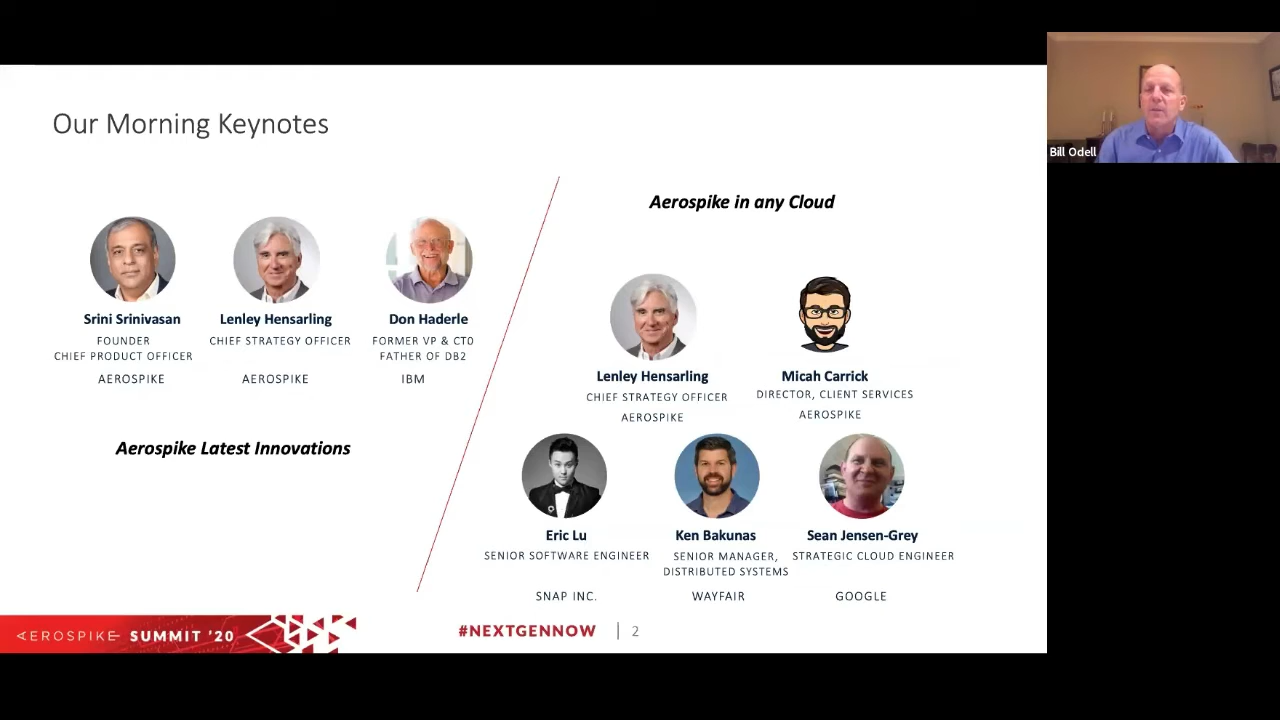 Our Morning Keynotes
Srini Srinivasan
FOUNDER
CHIEF PRODUCT OFFICER
AEROSPIKE
Lenley Hensarling
CHIEF STRATEGY OFFICER
AEROSPIKE
Don Haderle
FORMER VP & CT0
FATHER OF DB2
IBM
Aerospike Latest Innovations
Aerospike in any Cloud
Lenley Hensarling
CHIEF STRATEGY OFFICER
AEROSPIKE
Micah Carrick
DIRECTOR, CLIENT SERVICES
AEROSPIKE
Eric Lu
SENIOR SOFTWARE ENGINEER
SNAP INC.
Ken Bakunas
SENIOR MANAGER,
DISTRIBUTED SYSTEMS
WAYFAIR
Sean Jensen-Grey
STRATEGIC CLOUD ENGINEER
GOOGLE
AEROSPIKE SUMMIT '20
#NEXTGENNOW | 2
Bill Odell